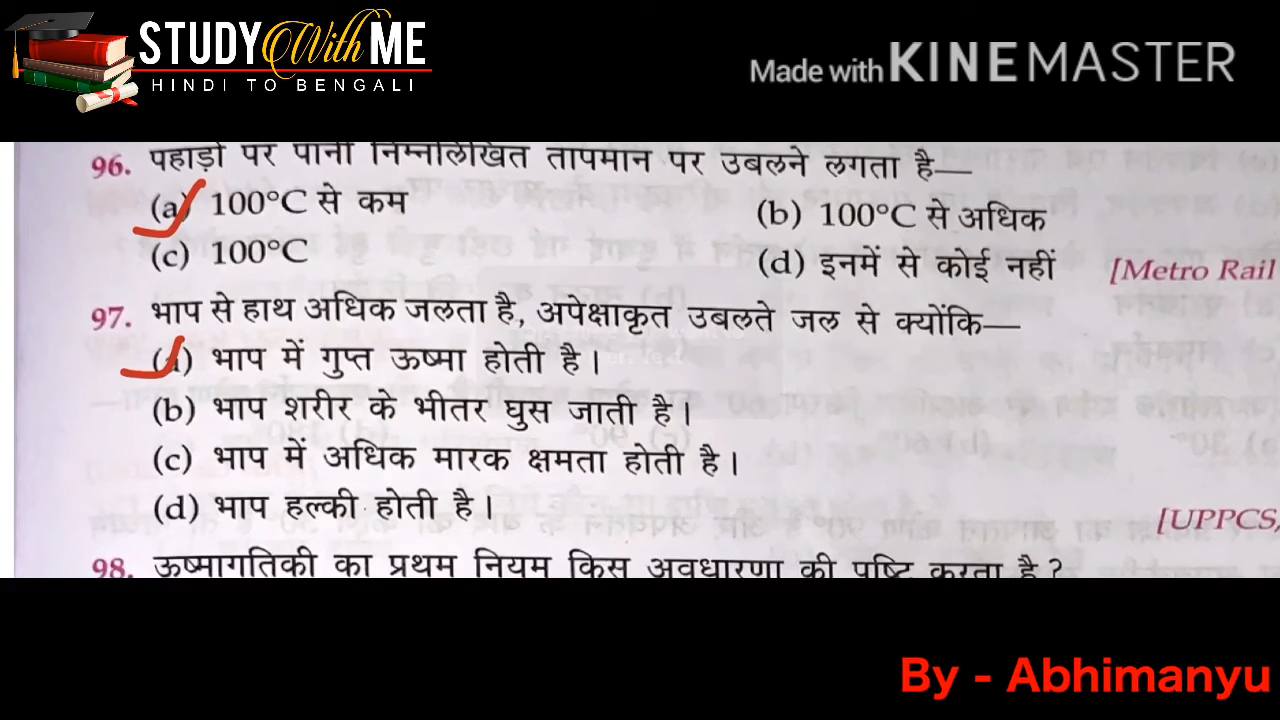 STUDY With ME
HINDI TO BENGALI
Made with KINEMASTER
96. पहाड़ों पर पानी निम्नलिखित तापमान पर उबलने लगता है—
(a) 100°C से कम (b) 100°C से अधिक
(c) 100°C (d) इनमें से कोई नहीं [Metro Rail
97. भाप से हाथ अधिक जलता है, अपेक्षाकृत उबलते जल से क्योंकि—
(a) भाप में गुप्त ऊष्मा होती है।
(b) भाप शरीर के भीतर घुस जाती है।
(c) भाप में अधिक मारक क्षमता होती है।
(d) भाप हल्की होती है। [UPPCS
98. ऊष्मागतिकी का प्रथम नियम किस अवधारणा की पुष्टि करता है?
By - Abhimanyu